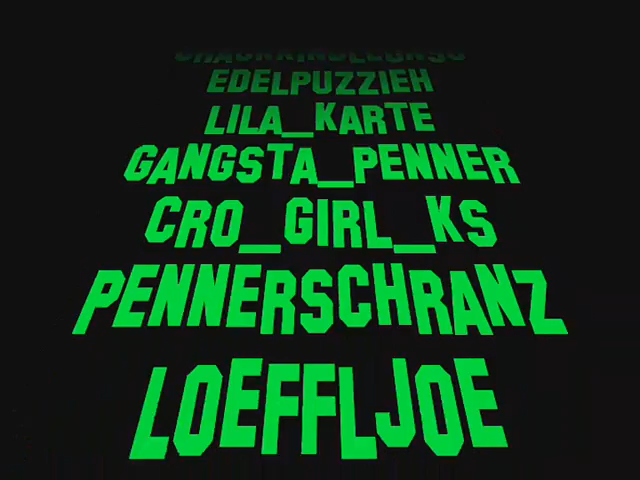 EDELPUZZIEH
LILA_KARTE
GANGSTA_PENNER
CRO_GIRL_KS
PENNERSCHRANZ
LOEFFLJOE